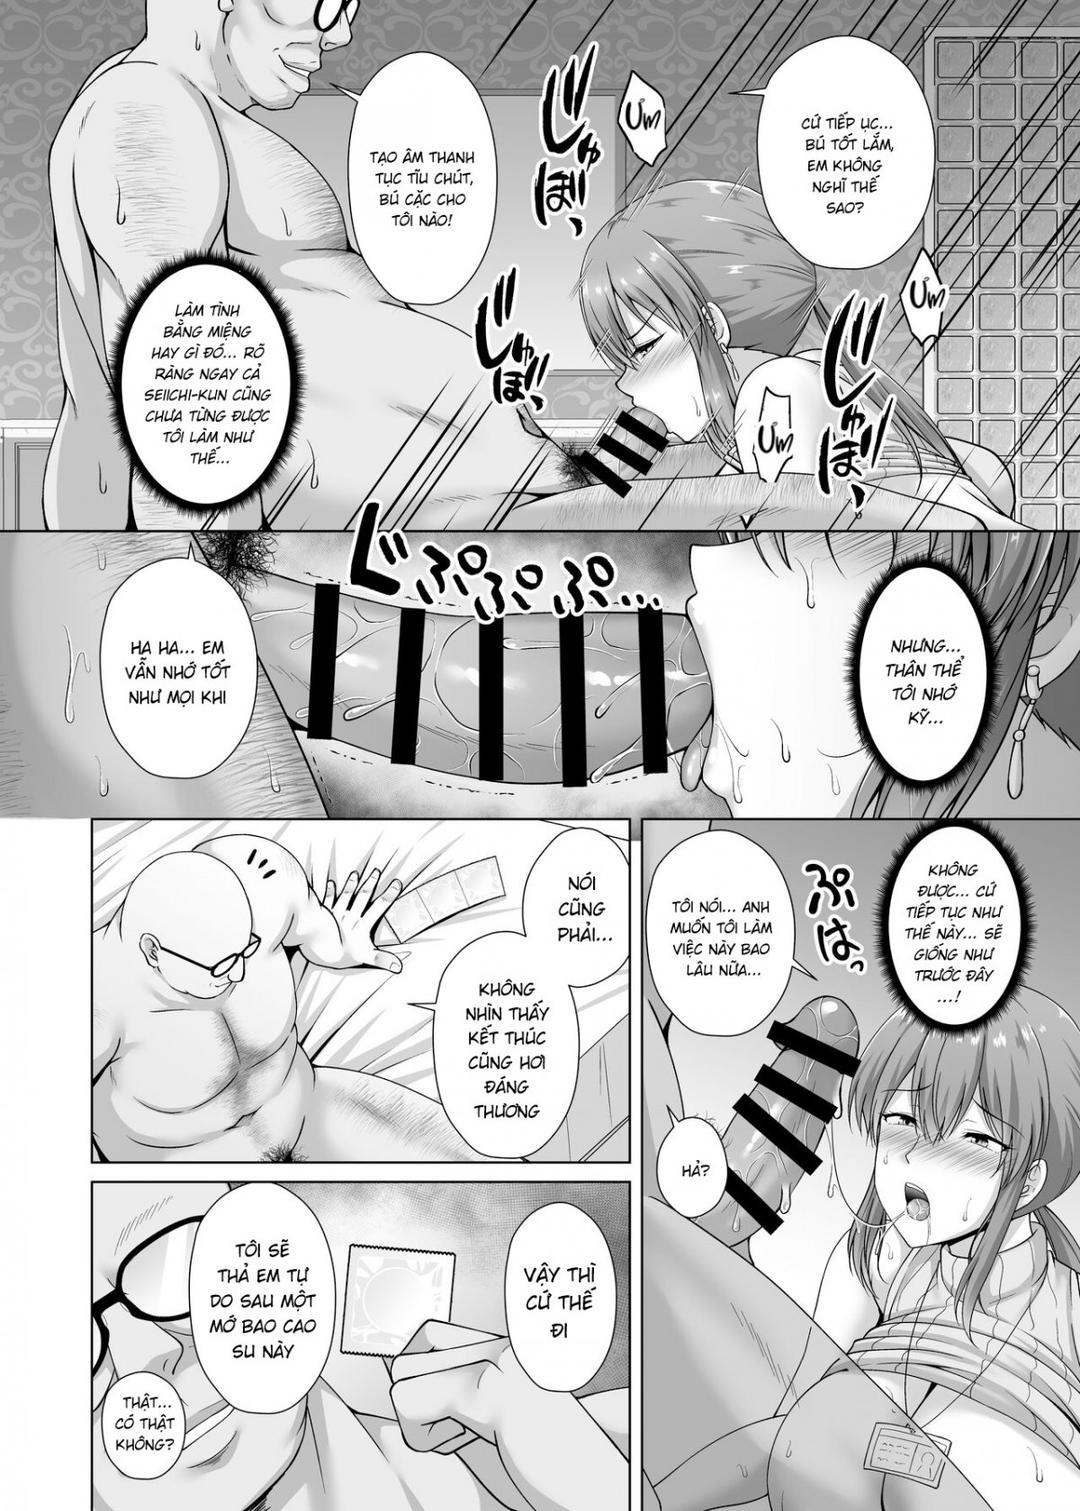 CỨ TIẾP LỤC...
BÚ TỐT LẮM,
EM KHÔNG
NGHĨ THẾ
SAO?
ƯM
じゅぽ、
TẠO ÂM THANH
TỤC TĨU CHÚT,
BÚ CẶC CHO
TÔI NÀO!
ƯM
じゅぽ、
ƯM
じゅぽ、
LÀM TÌNH
BẰNG MIỆNG
HAY GÌ ĐÓ... RÕ
RÀNG NGAY CẢ
SEIICHI-KUN CŨNG
CHƯA TỪNG ĐƯỢC
TÔI LÀM NHƯ
THẾ...
NHƯNG...
THÂN THỂ
TÔI NHỚ
KỸ...
ぐぷぷぷ...
HA HA... EM
VẪN NHỚ TỐT
NHƯ MỌI KHI
KHÔNG
ĐƯỢC... CỨ
TIẾP TỤC NHƯ
THẾ NÀY... SẼ
GIỐNG NHƯ
TRƯỚC ĐÂY
...!
ぷはっ
TÔI NÓI... ANH
MUỐN TÔI LÀM
VIỆC NÀY BAO
LÂU NỮA...
HẢ?
NÓI
CŨNG
PHẢI...
KHÔNG
NHÌN THẤY
KẾT THÚC
CŨNG HƠI
ĐÁNG
THƯƠNG
VẬY THÌ
CỨ THẾ
ĐI
TÔI SẼ
THẢ EM TỰ
DO SAU MỘT
MỚ BAO CAO
SU NÀY
THẬT...
CÓ THẬT
KHÔNG?